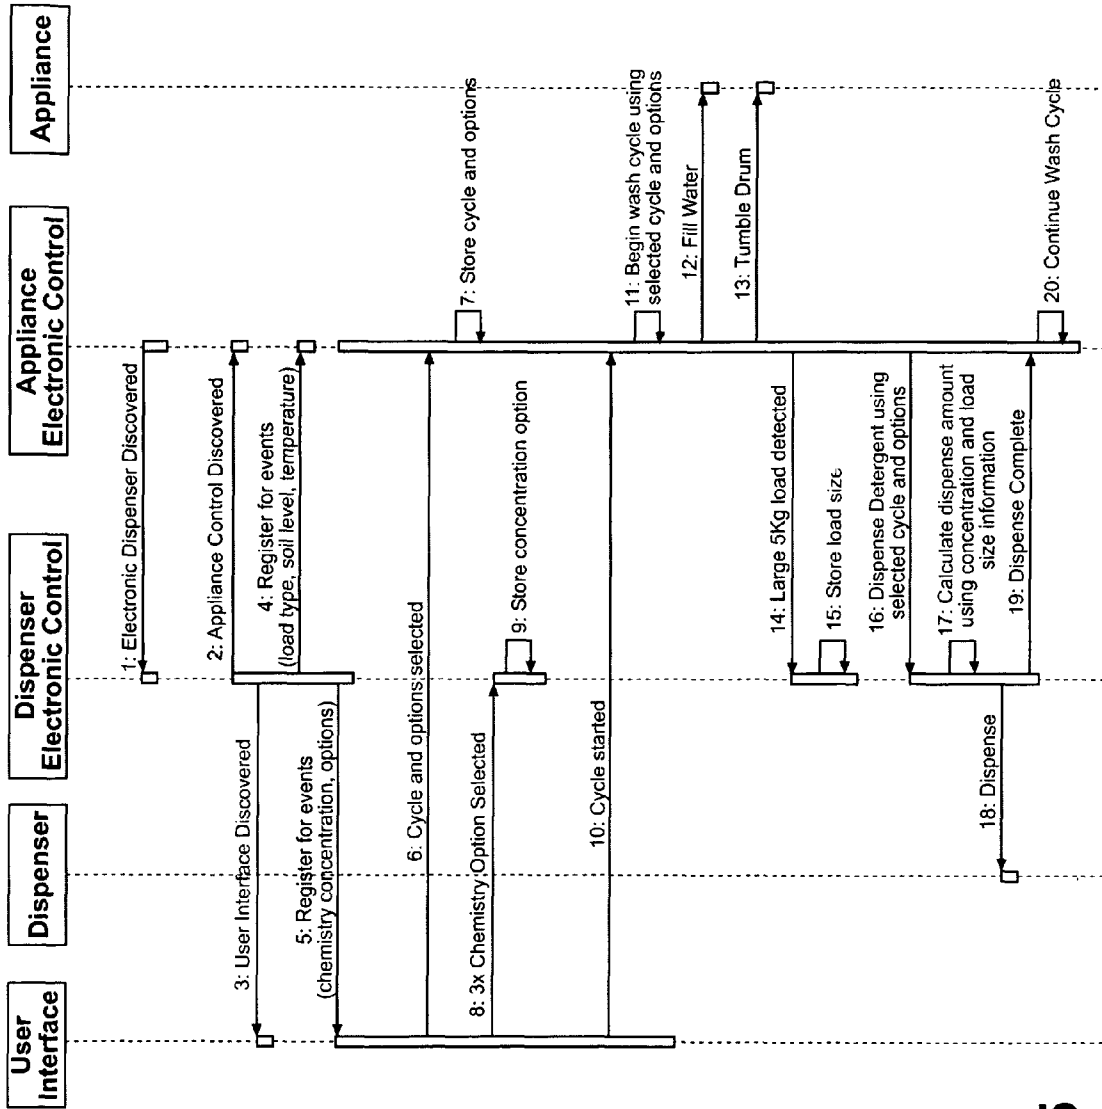 User
Interface
Dispenser
Dispenser
Electronic Control
Appliance
Electronic Control
Appliance
1: Electronic Dispenser Discovered
2: Appliance Control Discovered
3: User Interface Discovered
4: Register for events
(load type, soil level, temperature)
5: Register for events
(chemistry concentration, options)
6: Cycle and options selected
7: Store cycle and options
8: 3x Chemistry Option Selected
9: Store concentration option
10: Cycle started
11: Begin wash cycle using
selected cycle and options
12: Fill Water
13: Tumble Drum
14: Large 5Kg load detected
15: Store load size
16: Dispense Detergent using
selected cycle and options
17: Calculate dispense amount
using concentration and load
size information
18: Dispense
19: Dispense Complete
20: Continue Wash Cycle